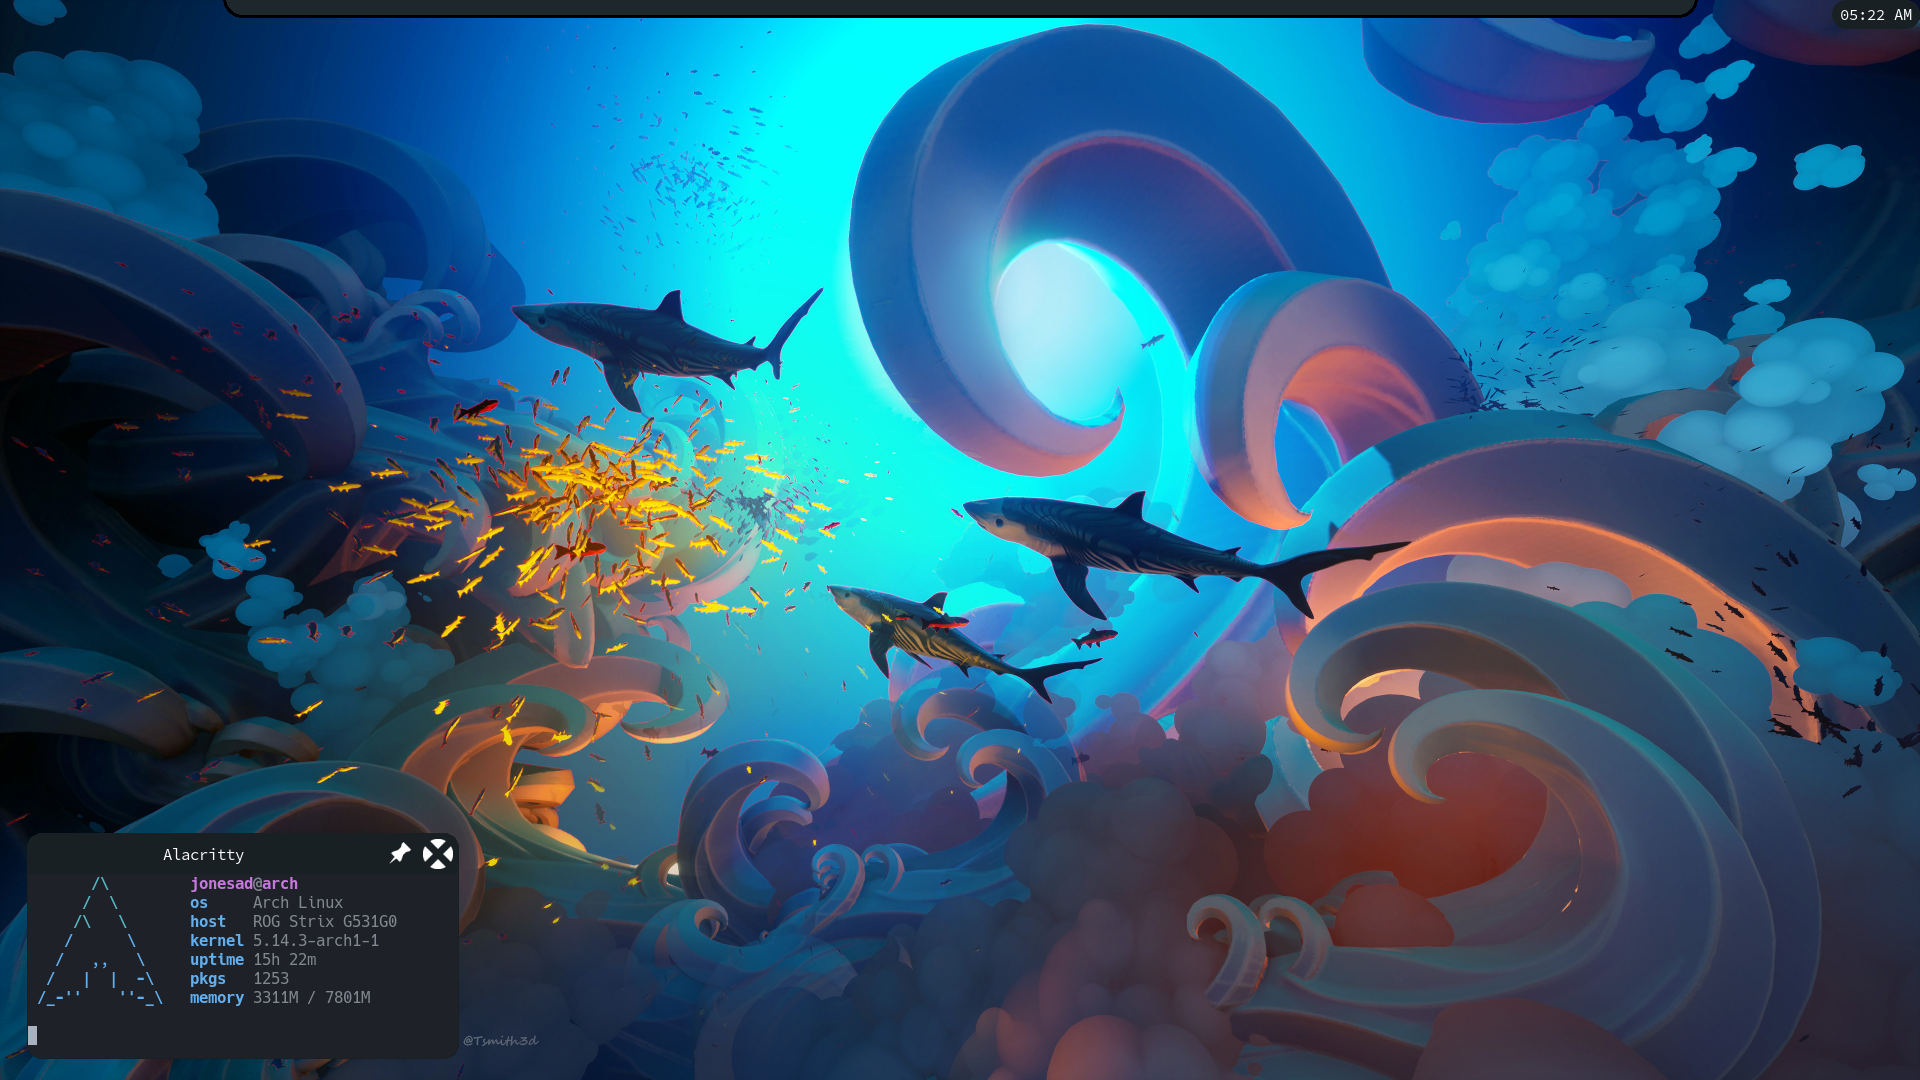 05:22 AM
Alacritty
jonesad@arch
os Arch Linux
host ROG Strix G531G0
kernel 5.14.3-arch1-1
uptime 15h 22m
pkgs 1253
memory 3311M / 7801M
@Tsmith3d